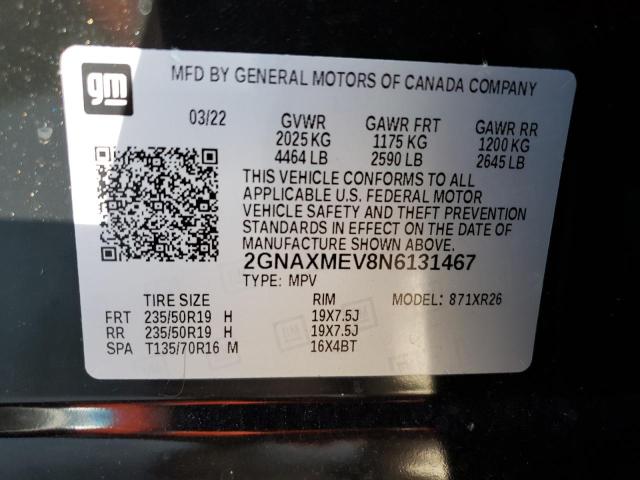 gm
MFD BY GENERAL MOTORS OF CANADA COMPANY
03/22 GVWR GAWR FRT GAWR RR
2025 KG 1175 KG 1200 KG
4464 LB 2590 LB 2645 LB
THIS VEHICLE CONFORMS TO ALL
APPLICABLE U.S. FEDERAL MOTOR
VEHICLE SAFETY AND THEFT PREVENTION
STANDARDS IN EFFECT ON THE DATE OF
MANUFACTURE SHOWN ABOVE.
2GNAXMEV8N6131467
TYPE: MPV
TIRE SIZE RIM MODEL: 871XR26
FRT 235/50R19 H 19X7.5J
RR 235/50R19 H 19X7.5J
SPA T135/70R16 M 16X4BT